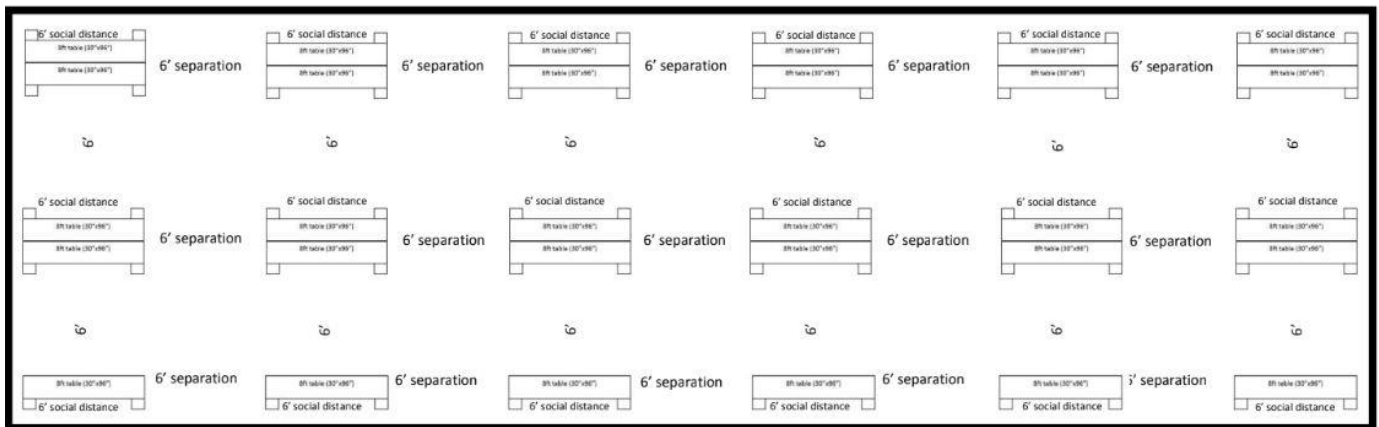 6' social distance
6' social distance
6' social distance
6' social distance
6' social distance
6' social distance
8ft table (30"x96")
8ft table (30"x96")
8ft table (30"x96")
8ft table (30"x96")
8ft table (30"x96")
8ft table (30"x96")
6' separation
6' separation
6' separation
6' separation
6' separation
8ft table (30"x96")
8ft table (30"x96")
8ft table (30"x96")
8ft table (30"x96")
8ft table (30"x96")
8ft table (30"x96")
6'
6'
6'
6'
6'
6'
6' social distance
6' social distance
6' social distance
6' social distance
6' social distance
6' social distance
8ft table (30"x96")
8ft table (30"x96")
8ft table (30"x96")
8ft table (30"x96")
8ft table (30"x96")
8ft table (30"x96")
6' separation
6' separation
6' separation
6' separation
6' separation
8ft table (30"x96")
8ft table (30"x96")
8ft table (30"x96")
8ft table (30"x96")
8ft table (30"x96")
8ft table (30"x96")
6'
6'
6'
6'
6'
6'
8ft table (30"x96")
6' separation
8ft table (30"x96")
6' separation
8ft table (30"x96")
6' separation
8ft table (30"x96")
6' separation
8ft table (30"x96")
6' separation
8ft table (30"x96")
6' social distance
6' social distance
6' social distance
6' social distance
6' social distance
6' social distance